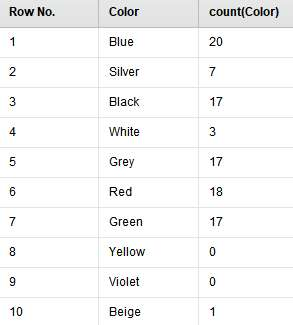 Row No. Color count(Color)
1 Blue 20
2 Silver 7
3 Black 17
4 White 3
5 Grey 17
6 Red 18
7 Green 17
8 Yellow 0
9 Violet 0
10 Beige 1